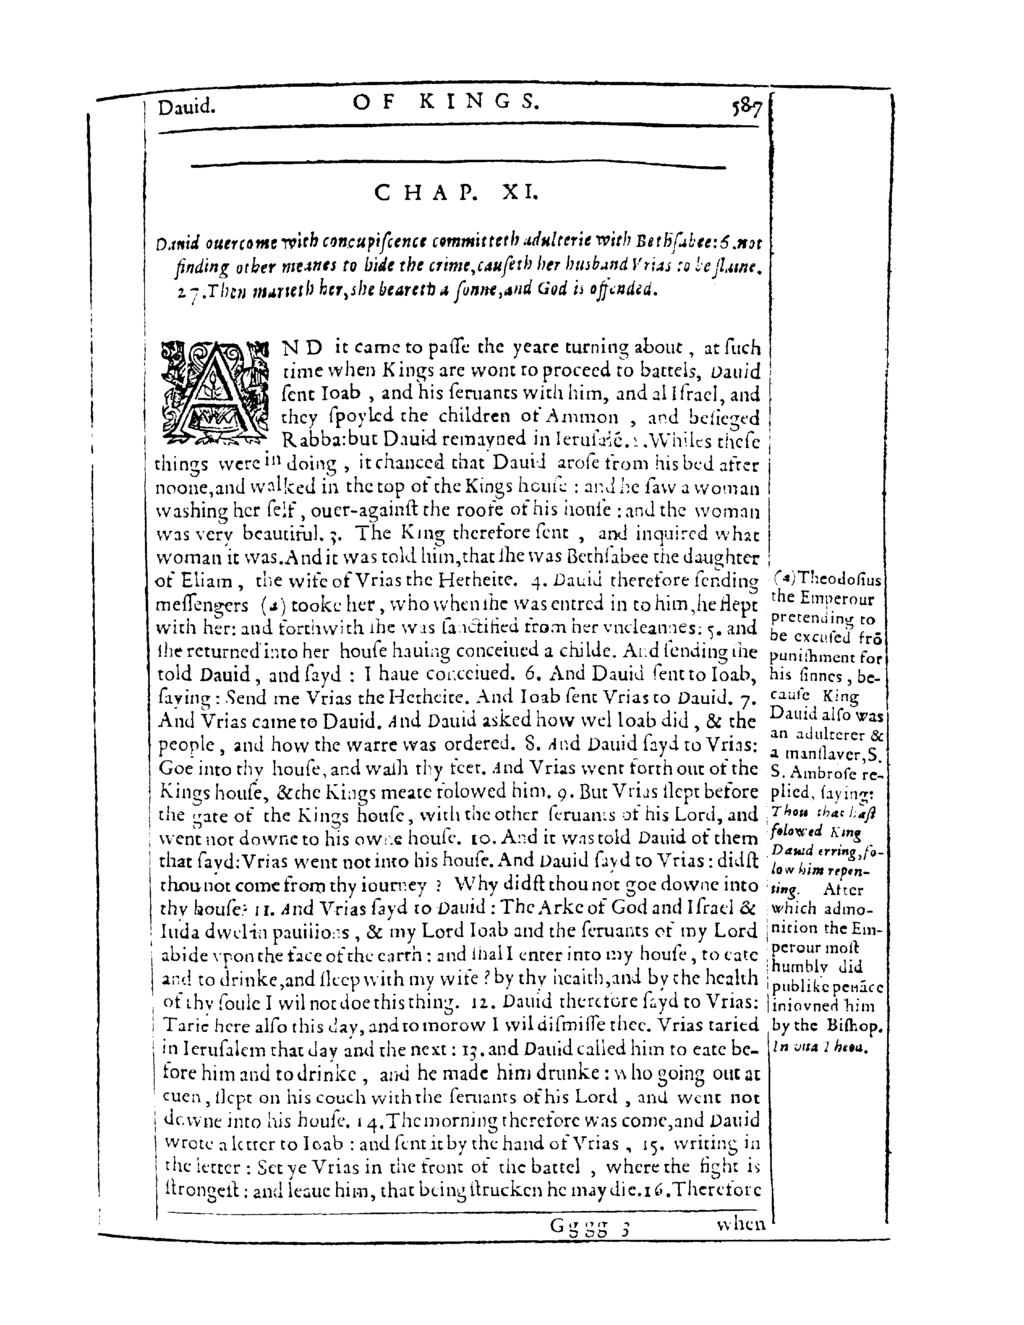 Dauid. OF KINGS. 587
CHAP. XI.
Dauid ouercome with concupiſcence committeth adulterie with Bethſabee: 6. not
finding other meanes to hide the crime, cauſeth her husband Vrias to be ſlaine.
27. Then marieth her, she beareth a ſonne, and God is offended.
AND it came to paſſe the yeare turning about, at ſuch
time when Kings are wont to proceed to battels, Dauid
ſent Ioab, and his ſeruants with him, and al Iſrael, and
they ſpoyled the children of Ammon, and beſieged
Rabba: but Dauid remayned in Ieruſalẽ. 2. Whiles theſe
things were in doing, it chanced that Dauid aroſe from his bed after
noone, and walked in the top of the Kings houſe: and he ſaw a woman
washing her ſelf, ouer-againſt the roofe of his houſe: and the woman
was very beautiful. 3. The King therefore ſent, and inquired what
woman it was. And it was told him, that ſhe was Bethſabee the daughter
of Eliam, the wife of Vrias the Hetheite. 4. Dauid therefore ſending
meſſengers (a) tooke her, who when ſhe was entred in to him, he ſlept
with her: and forthwith ſhe was ſanctified from her vncleannes: 5. and
ſhe returned into her houſe hauing conceiued a childe. And ſending ſhe
told Dauid, and ſayd: I haue conceiued. 6. And Dauid ſent to Ioab,
ſaying: Send me Vrias the Hetheite. And Ioab ſent Vrias to Dauid. 7.
And Vrias came to Dauid. And Dauid asked how wel Ioab did, & the
people, and how the warre was ordered. 8. And Dauid ſayd to Vrias:
Goe into thy houſe, and waſh thy feet. And Vrias went forth out of the
Kings houſe, & the Kings meate folowed him. 9. But Vrias ſlept before
the gate of the Kings houſe, with the other ſeruants of his Lord, and
went not downe to his owne houſe. 10. And it was told Dauid of them
that ſayd: Vrias went not into his houſe. And Dauid ſayd to Vrias: didſt
thou not come from thy iourney? Why didſt thou not goe downe into
thy houſe? 11. And Vrias ſayd to Dauid: The Arke of God and Iſrael &
Iuda dwel in pauilions, & my Lord Ioab and the ſeruants of my Lord
abide vpon the face of the earth: and ſhal I enter into my houſe, to eate
and to drinke, and ſleep with my wife? by thy health, and by the health
of thy ſoule I wil not doe this thing. 12. Dauid therefore ſayd to Vrias:
Tarie here alſo this day, and to morow I wil diſmiſſe thee. Vrias taried
in Ieruſalem that day and the next: 13. and Dauid called him to eate be-
fore him and to drinke, and he made him drunke: who going out at
euen, ſlept on his couch with the ſeruants of his Lord, and went not
downe into his houſe. 14. The morning therefore was come, and Dauid
wrote a letter to Ioab: and ſent it by the hand of Vrias, 15. writing in
the letter: Set ye Vrias in the front of the battel, where the fight is
ſtrongeſt: and leaue him, that being ſtrucken he may die. 16. Therefore
Gggg 3 when
(a) Theodoſius
the Emperour
pretending to
be excuſed frõ
puniſhment for
his ſinnes, be-
cauſe King
Dauid alſo was
an adulterer &
a manſlayer, S.
S. Ambroſe re-
plied, ſaying:
Thou that haſt
folowed King
Dauid erring, fo-
low him repen-
ting. After
which admo-
nition the Em-
perour moſt
humbly did
publike penãce
inioyned him
by the Biſhop.
In vita